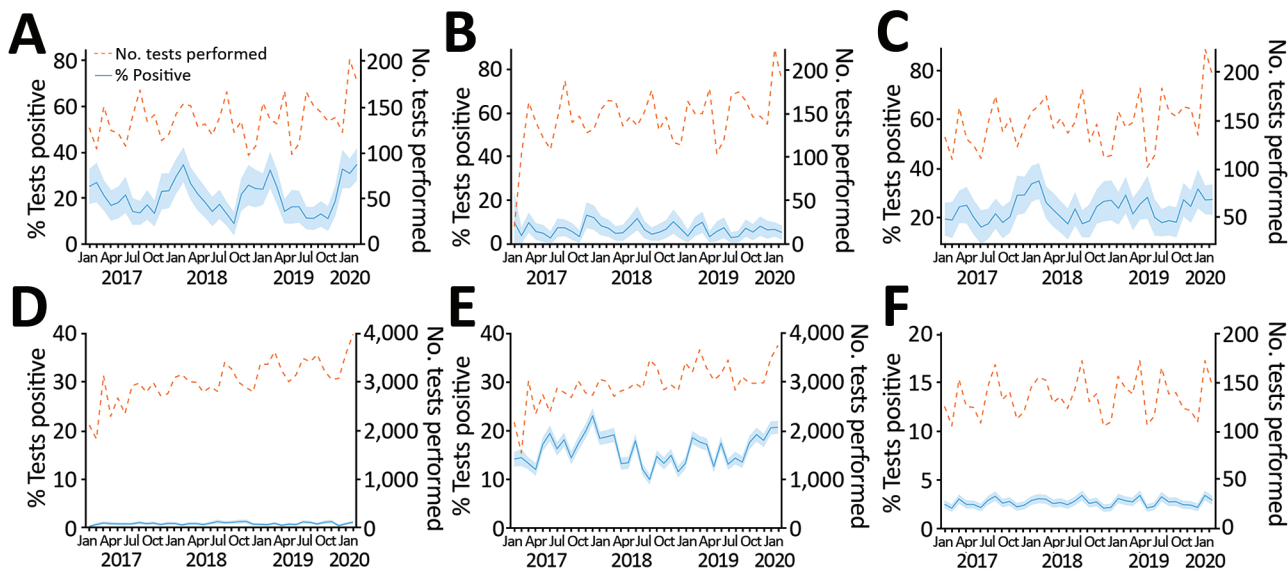 A
No. tests performed
% Positive
% Tests positive
80
60
40
20
0
200
150
100
50
0
No. tests performed
Jan Apr Jul Oct Jan Apr Jul Oct Jan Apr Jul Oct Jan
2017 2018 2019 2020
B
% Tests positive
80
60
40
20
0
200
150
100
50
0
No. tests performed
Jan Apr Jul Oct Jan Apr Jul Oct Jan Apr Jul Oct Jan
2017 2018 2019 2020
C
% Tests positive
80
60
40
20
200
150
100
50
No. tests performed
Jan Apr Jul Oct Jan Apr Jul Oct Jan Apr Jul Oct Jan
2017 2018 2019 2020
D
% Tests positive
40
30
20
10
0
4,000
3,000
2,000
1,000
0
No. tests performed
Jan Apr Jul Oct Jan Apr Jul Oct Jan Apr Jul Oct Jan
2017 2018 2019 2020
E
% Tests positive
40
30
20
10
0
4,000
3,000
2,000
1,000
0
No. tests performed
Jan Apr Jul Oct Jan Apr Jul Oct Jan Apr Jul Oct Jan
2017 2018 2019 2020
F
% Tests positive
20
15
10
5
0
200
150
100
50
0
No. tests performed
Jan Apr Jul Oct Jan Apr Jul Oct Jan Apr Jul Oct Jan
2017 2018 2019 2020